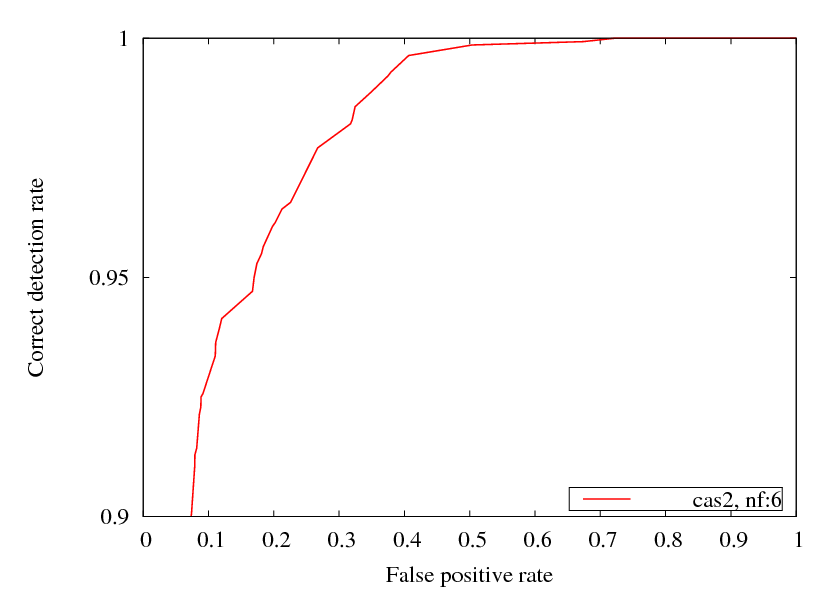 1
0.95
0.9
Correct detection rate
cas2, nf:6
0 0.1 0.2 0.3 0.4 0.5 0.6 0.7 0.8 0.9 1
False positive rate